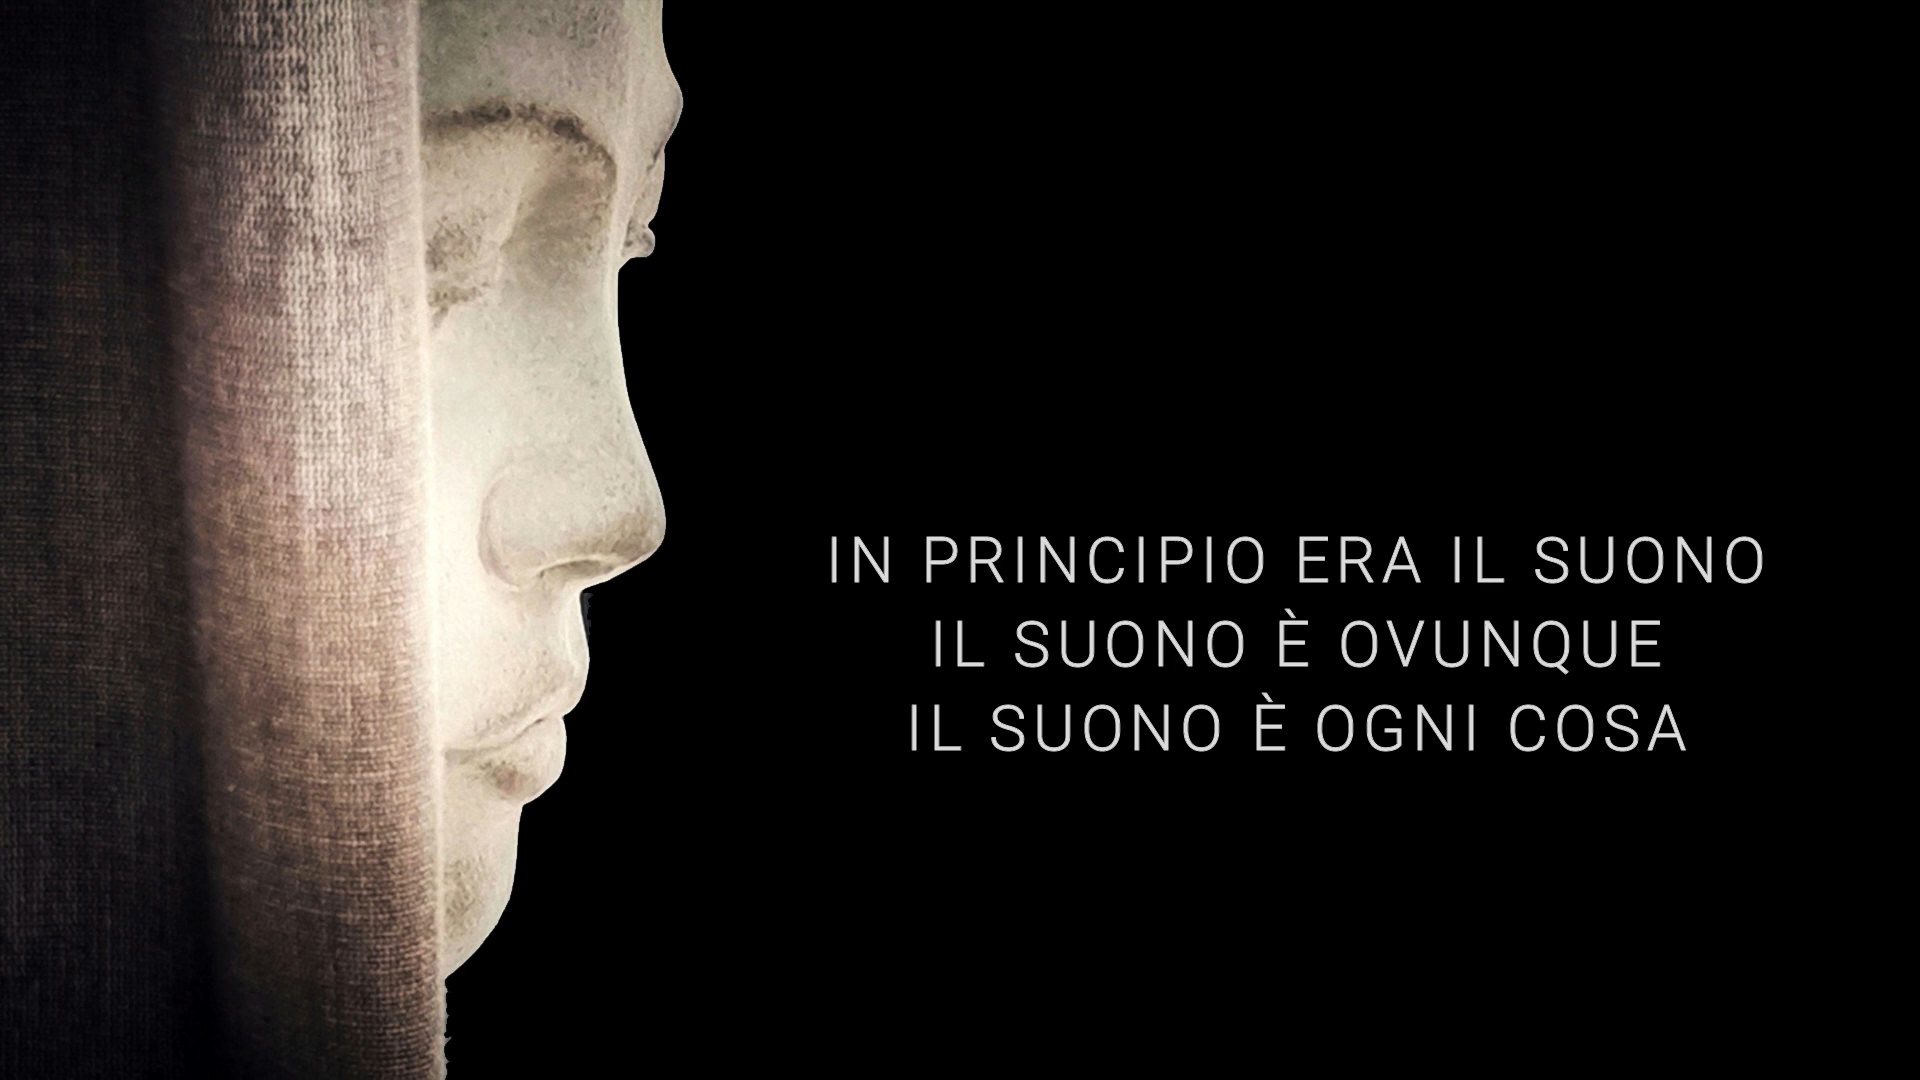 IN PRINCIPIO ERA IL SUONO
IL SUONO È OVUNQUE
IL SUONO È OGNI COSA